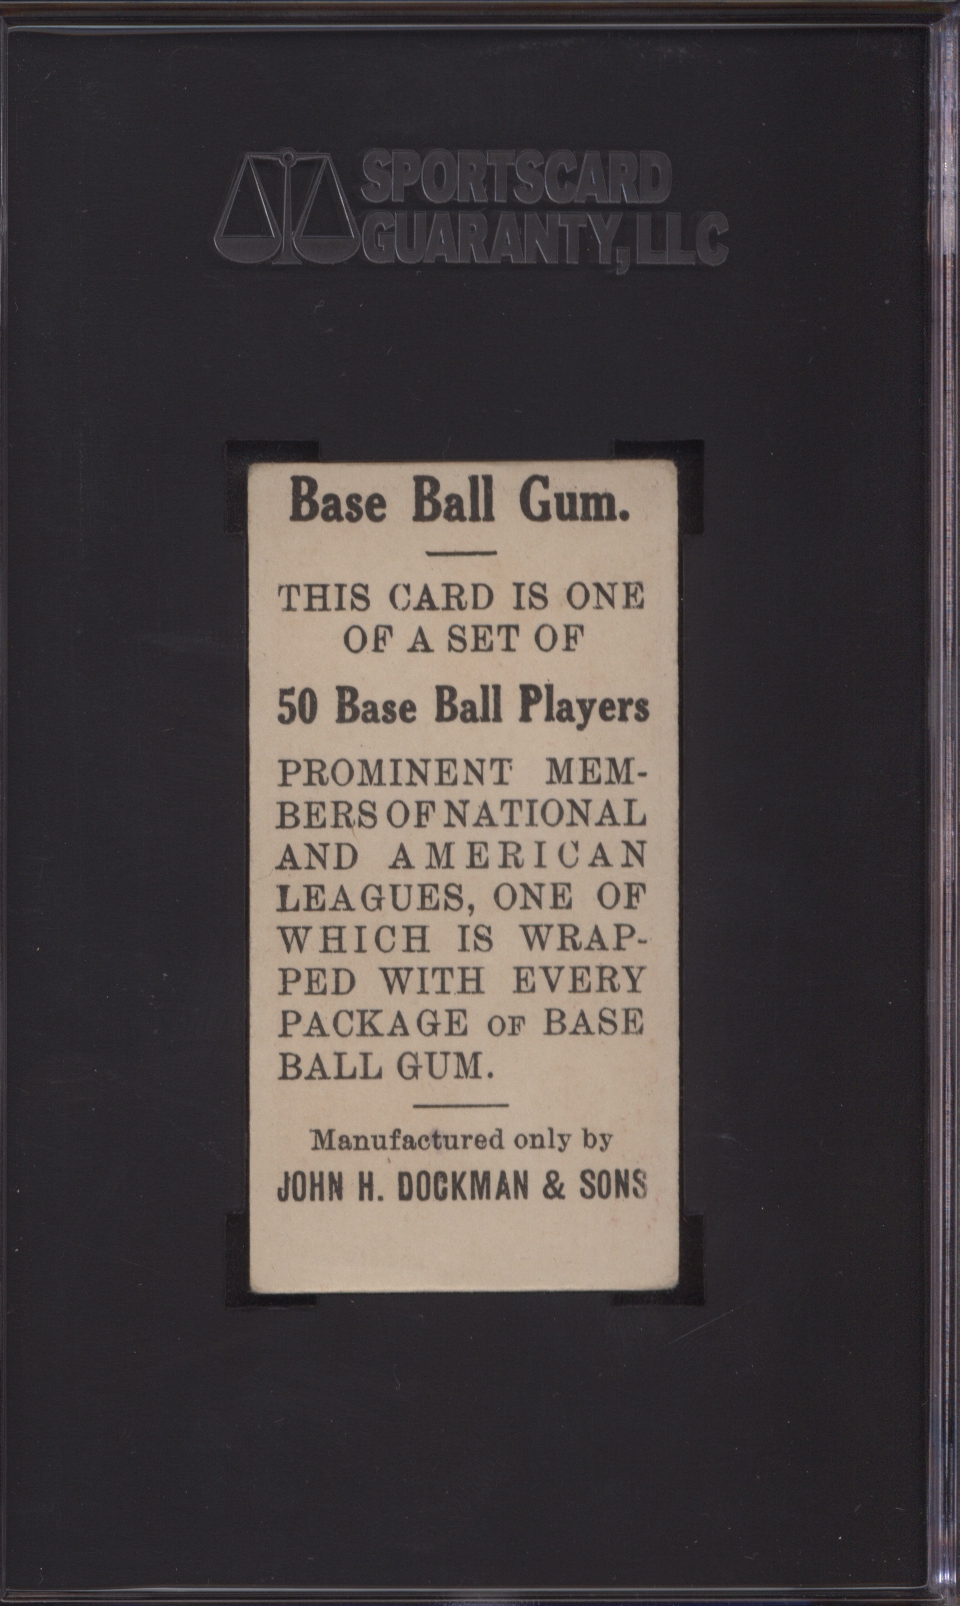 SPORTSCARD
GUARANTY, LLC
Base Ball Gum.
THIS CARD IS ONE
OF A SET OF
50 Base Ball Players
PROMINENT MEM-
BERS OF NATIONAL
AND AMERICAN
LEAGUES, ONE OF
WHICH IS WRAP-
PED WITH EVERY
PACKAGE OF BASE
BALL GUM.
Manufactured only by
JOHN H. DOCKMAN & SONS